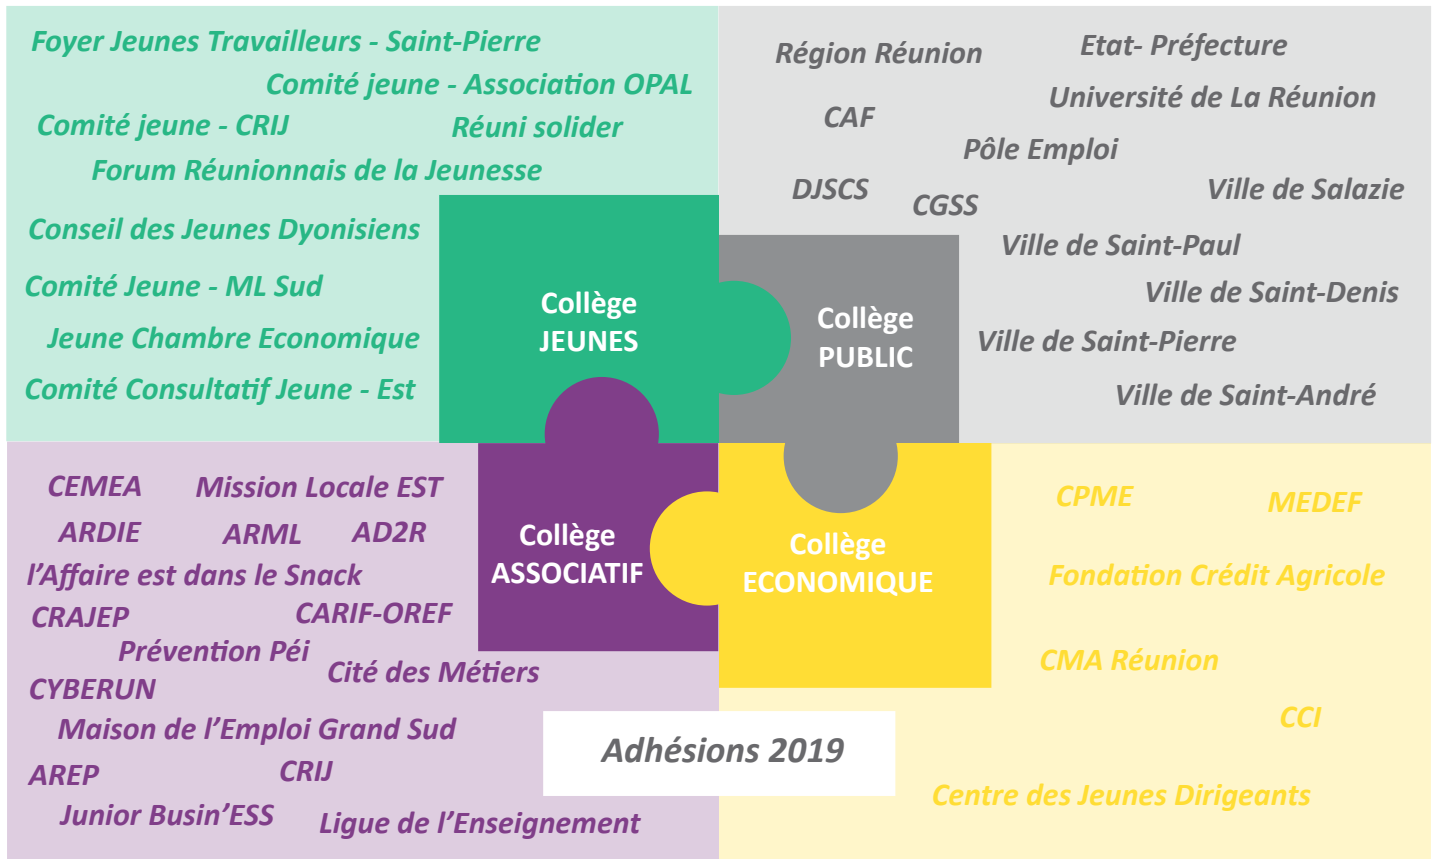 Foyer Jeunes Travailleurs - Saint-Pierre
Comité jeune - Association OPAL
Comité jeune - CRIJ
Réuni solider
Forum Réunionnais de la Jeunesse
Conseil des Jeunes Dyonisiens
Comité Jeune - ML Sud
Jeune Chambre Economique
Comité Consultatif Jeune - Est
Collège
JEUNES
Région Réunion
Etat- Préfecture
Université de La Réunion
CAF
Pôle Emploi
DJSCS
CGSS
Ville de Salazie
Ville de Saint-Paul
Ville de Saint-Denis
Ville de Saint-Pierre
Ville de Saint-André
Collège
PUBLIC
CEMEA
Mission Locale EST
ARDIE
ARML
AD2R
l’Affaire est dans le Snack
CRAJEP
CARIF-OREF
Prévention Péi
Cité des Métiers
CYBERUN
Maison de l’Emploi Grand Sud
AREP
CRIJ
Junior Busin’ESS
Ligue de l’Enseignement
Collège
ASSOCIATIF
Collège
ECONOMIQUE
CPME
MEDEF
Fondation Crédit Agricole
CMA Réunion
CCI
Centre des Jeunes Dirigeants
Adhésions 2019